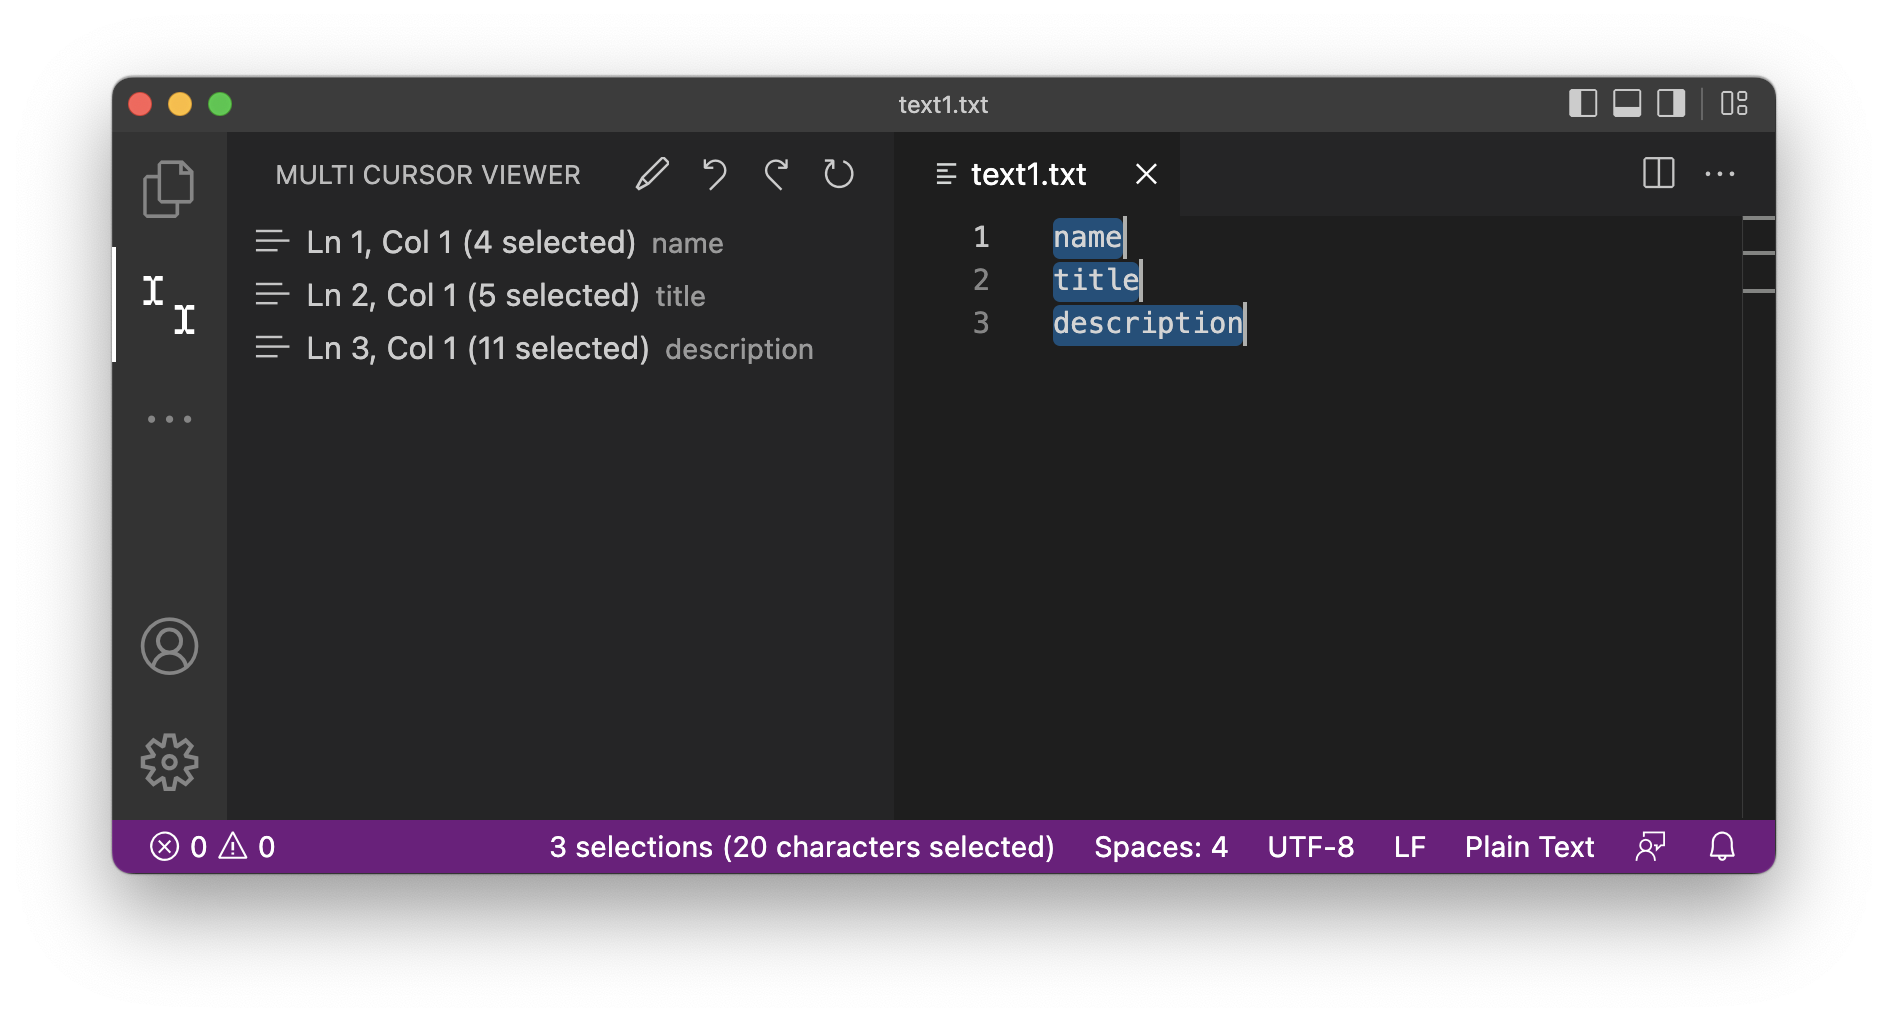 text1.txt
MULTI CURSOR VIEWER
Ln 1, Col 1 (4 selected) name
Ln 2, Col 1 (5 selected) title
Ln 3, Col 1 (11 selected) description
text1.txt
1 name
2 title
3 description
0 0 3 selections (20 characters selected) Spaces: 4 UTF-8 LF Plain Text